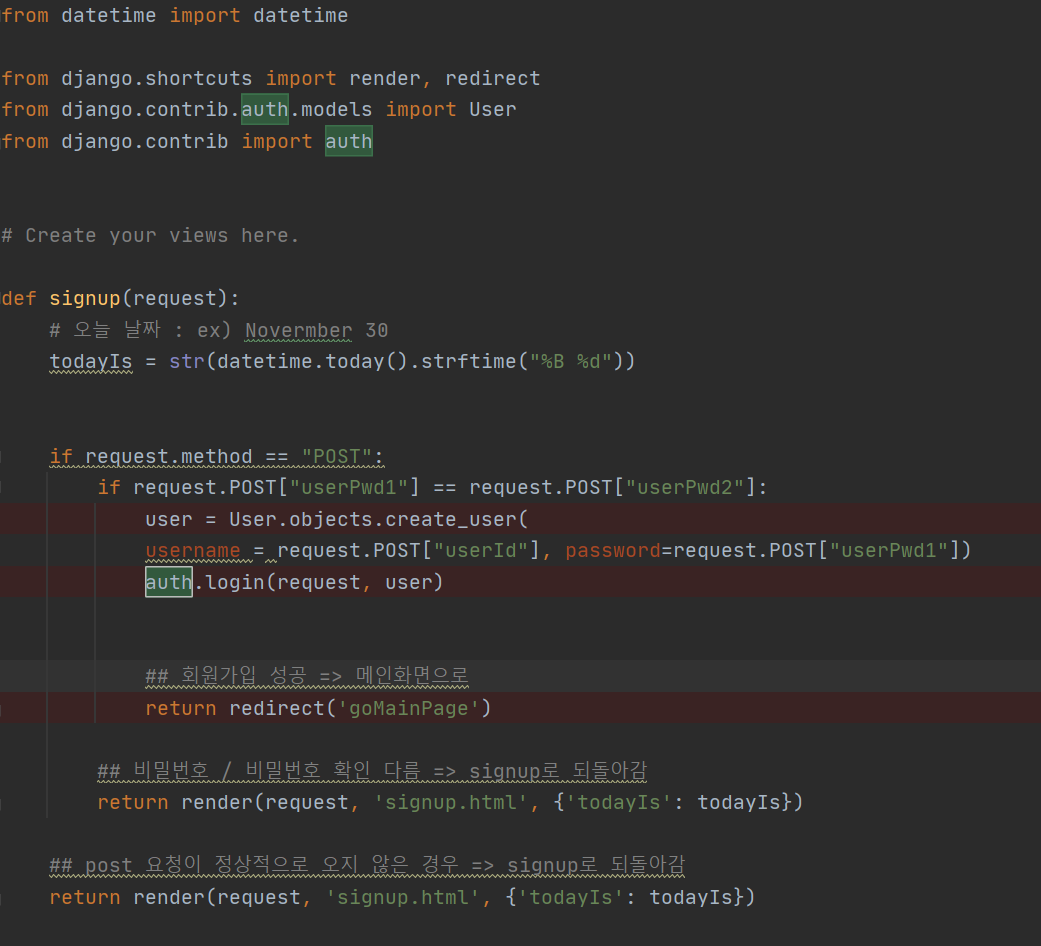 from datetime import datetime
from django.shortcuts import render, redirect
from django.contrib.auth.models import User
from django.contrib import auth
# Create your views here.
def signup(request):
# 오늘 날짜 : ex) Novermber 30
todayIs = str(datetime.today().strftime("%B %d"))
if request.method == "POST":
if request.POST["userPwd1"] == request.POST["userPwd2"]:
user = User.objects.create_user(
username = request.POST["userId"], password=request.POST["userPwd1"])
auth.login(request, user)
## 회원가입 성공 => 메인화면으로
return redirect('goMainPage')
## 비밀번호 / 비밀번호 확인 다름 => signup로 되돌아감
return render(request, 'signup.html', {'todayIs': todayIs})
## post 요청이 정상적으로 오지 않은 경우 => signup로 되돌아감
return render(request, 'signup.html', {'todayIs': todayIs})